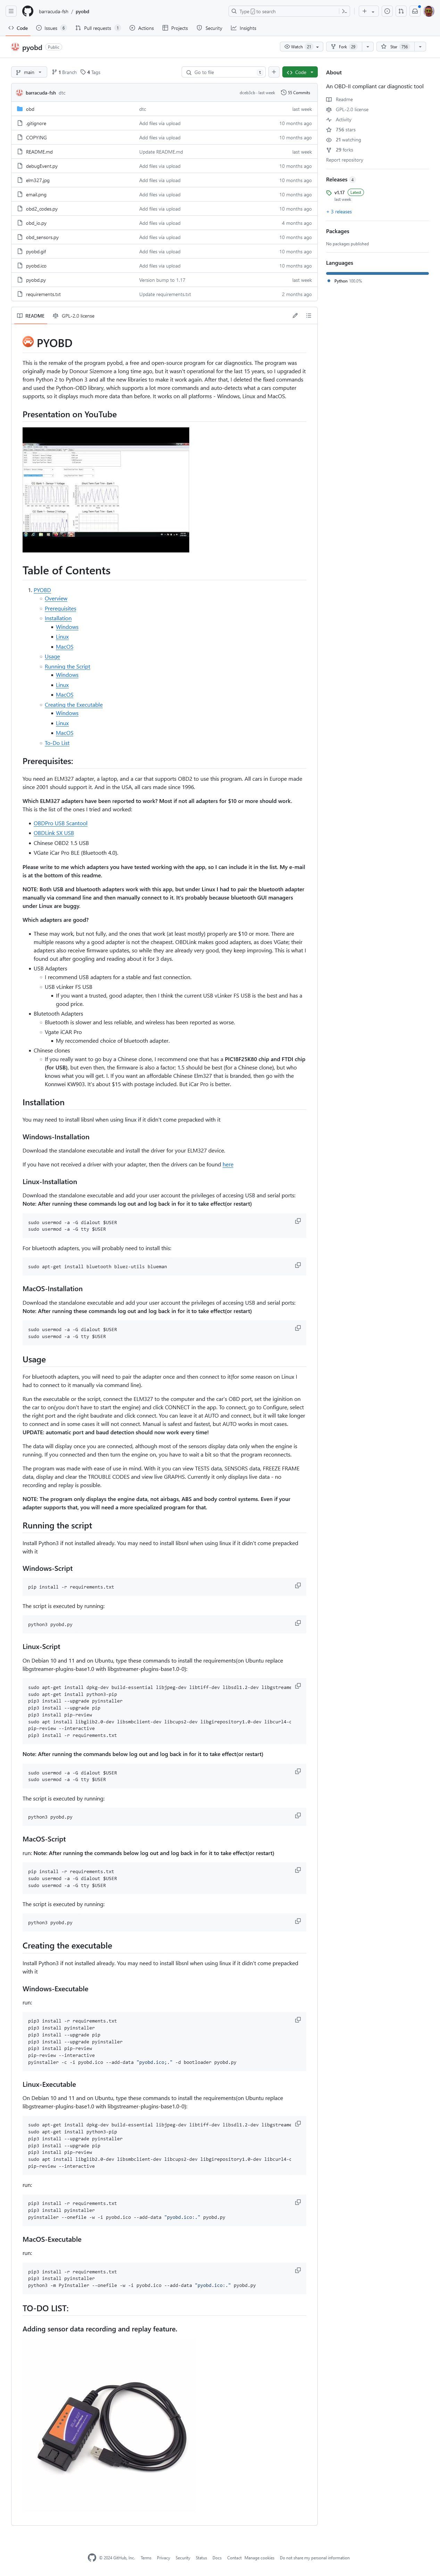 barracuda-fsh / pyobd
Type / to search
Code
Issues 8
Pull requests 1
Actions
Projects
Security
Insights
pyobd Public
Watch 21
Fork 29
Star 756
main
1 Branch
4 Tags
Go to file
t
Code
barracuda-fsh dtc
last week
53 Commits
obd
dtc
last week
.gitignore
Add files via upload
10 months ago
COPYING
Add files via upload
10 months ago
README.md
Update README.md
last week
debugEvent.py
Add files via upload
10 months ago
elm327.jpg
Add files via upload
10 months ago
email.png
Add files via upload
10 months ago
obd2_codes.py
Add files via upload
10 months ago
obd_io.py
Add files via upload
4 months ago
obd_sensors.py
Add files via upload
10 months ago
pyobd.gif
Add files via upload
10 months ago
pyobd.ico
Add files via upload
10 months ago
pyobd.py
Version bump to 1.17
last week
requirements.txt
Update requirements.txt
2 months ago
About
An OBD-II compliant car diagnostic tool
Readme
GPL-2.0 license
Activity
756 stars
21 watching
29 forks
Report repository
Releases 4
v1.17 Latest
last week
+ 3 releases
Packages
No packages published
Languages
Python 100.0%
README
GPL-2.0 license
PYOBD
This is the remake of the program pyobd, a free and open-source program for car diagnostic. The program was
originally made by Donour Sizemore a long time ago, but it wasn't operational for the last 15 years, so I upgraded it
from Python 2 to Python 3 and all the new libraries to make it work again. After that, I deleted the fixed commands
and used the Python-OBD library, which supports a lot more commands and auto-detects what a car computer
supports, so it displays much more data than before. It works on all platforms - Windows, Linux and MacOS.
Presentation on YouTube
Table of Contents
1. PYOBD
Overview
Prerequisites
Installation
Windows
Linux
MacOS
Usage
Running the Script
Windows
Linux
MacOS
Creating the Executable
Windows
Linux
MacOS
To-Do List
Prerequisites:
You need an ELM327 adapter, a laptop, and a car that supports OBD2 to use this program. All cars in Europe made
since 2001 should support it. And in the USA, all cars made since 1996.
Which ELM327 adapters have been reported to work? Most if not all adapters for $10 or more should work.
This is the list of the ones I tried and worked:
OBDPro USB Scantool
OBDLink SX USB
Chinese OBD2 1.5 USB
VGate iCar Pro BLE (Bluetooth 4.0).
Please write to me which adapters you have tested working with the app, so I can include it in the list. My e-mail
is at the bottom of this readme.
NOTE: Both USB and bluetooth adapters work with this app, but under Linux I had to pair the bluetooth adapter
manually via command line and then manually connect to it. It's probably because bluetooth GUI managers
under Linux are buggy.
Which adapters are good?
These may work, but not fully, and the ones that work (at least mostly) properly are $10 or more. There are
multiple reasons why a good adapter is not the cheapest. OBDLink makes good adapters, as does VGate; their
adapters also receive firmware updates, so while they are already very good, they keep improving. This is what I
found out after googling and reading about it for 3 days.
USB Adapters
I recommend USB adapters for a stable and fast connection.
USB vLinker FS USB
If you want a trusted, good adapter, then I think the current USB vLinker FS USB is the best and has a
good price.
Blutetooth Adapters
Bluetooth is slower and less reliable, and wireless has been reported as worse.
Vgate iCAR Pro
My reccomended choice of bluetooth adapater.
Chinese clones
If you really want to buy a Chinese clone, I recommend one that has a PIC18F25K80 chip and FTDI chip
(for USB), but even then, the firmware is also a factor; 1.5 should be best (for a Chinese clone), but who
knows what you will get. I. If you want an affordable Chinese Elm327 that is branded, then go with the
Konnwei KW903. It's about $15 with postage included. But iCar Pro is better.
Installation
You may need to install libsnl when using linux if it didn't come prepacked with it
Windows-Installation
Download the standalone executable and install the driver for your ELM327 device.
If you have not received a driver with your adapter, then the drivers can be found here
Linux-Installation
Download the standalone executable and add your user account the privileges of accesing USB and serial ports:
Note: After running these commands log out and log back in for it to take effect(or restart)
sudo usermod -a -G dialout $USER
sudo usermod -a -G tty $USER
For bluetooth adapters, you will probably need to install this:
sudo apt-get install bluetooth bluez-utils blueman
MacOS-Installation
Download the standalone executable and add your user account the privileges of accesing USB and serial ports:
Note: After running these commands log out and log back in for it to take effect(or restart)
sudo usermod -a -G dialout $USER
sudo usermod -a -G tty $USER
Usage
For bluetooth adapters, you will need to pair the adapter once and then connect to it(for some reason on Linux I
had to connect to it manually via command line).
Run the executable or the script, connect the ELM327 to the computer and the car's OBD port, set the iginition on
the car to on(you don't have to start the engine) and click CONNECT in the app. To connect, go to Configure, select
the right port and the right baudrate and click connect. You can leave it at AUTO and connect, but it will take longer
to connect and in some cases it will not connect. Manual is safest and fastest, but AUTO works in most cases.
UPDATE: automatic port and baud detection should now work every time!
The data will display once you are connected, although most of the sensors display data only when the engine is
running. If you connected and then turn the engine on, you have to wait a bit so that the program reconnects.
The program was made with ease of use in mind. With it you can view TESTS data, SENSORS data, FREEZE FRAME
data, display and clear the TROUBLE CODES and view live GRAPHS. Currently it only displays live data - no
recording and replay is possible.
NOTE: The program only displays the engine data, not airbags, ABS and body control systems. Even if your
adapter supports that, you will need a more specialized program for that.
Running the script
Install Python3 if not installed already. You may need to install libsnl when using linux if it didn't come prepacked
with it
Windows-Script
pip install -r requirements.txt
The script is executed by running:
python3 pyobd.py
Linux-Script
On Debian 10 and 11 and on Ubuntu, type these commands to install the requirements(on Ubuntu replace
libgstreamer-plugins-base1.0 with libgstreamer-plugins-base1.0-0):
sudo apt-get install dpkg-dev build-essential libjpeg-dev libtiff-dev libsdl1.2-dev libgstreame
sudo apt-get install python3-pip
pip3 install --upgrade pyinstaller
pip3 install --upgrade pip
pip3 install pip-review
sudo apt install libglib2.0-dev libsmbclient-dev libcups2-dev libgirepository1.0-dev libcurl4-c
pip-review --interactive
pip3 install -r requirements.txt
Note: After running the commands below log out and log back in for it to take effect(or restart)
sudo usermod -a -G dialout $USER
sudo usermod -a -G tty $USER
The script is executed by running:
python3 pyobd.py
MacOS-Script
run: Note: After running the commands below log out and log back in for it to take effect(or restart)
pip install -r requirements.txt
sudo usermod -a -G dialout $USER
sudo usermod -a -G tty $USER
The script is executed by running:
python3 pyobd.py
Creating the executable
Install Python3 if not installed already. You may need to install libsnl when using linux if it didn't come prepacked
with it
Windows-Executable
run:
pip3 install -r requirements.txt
pip3 install pyinstaller
pip3 install --upgrade pip
pip3 install --upgrade pyinstaller
pip3 install pip-review
pip-review --interactive
pyinstaller -c -i pyobd.ico --add-data "pyobd.ico;." -d bootloader pyobd.py
Linux-Executable
On Debian 10 and 11 and on Ubuntu, type these commands to install the requirements(on Ubuntu replace
libgstreamer-plugins-base1.0 with libgstreamer-plugins-base1.0-0):
sudo apt-get install dpkg-dev build-essential libjpeg-dev libtiff-dev libsdl1.2-dev libgstreame
sudo apt-get install python3-pip
pip3 install --upgrade pyinstaller
pip3 install --upgrade pip
pip3 install pip-review
sudo apt install libglib2.0-dev libsmbclient-dev libcups2-dev libgirepository1.0-dev libcurl4-c
pip-review --interactive
run:
pip3 install -r requirements.txt
pip3 install pyinstaller
pyinstaller --onefile -w -i pyobd.ico --add-data "pyobd.ico:." pyobd.py
MacOS-Executable
run:
pip3 install -r requirements.txt
pip3 install pyinstaller
python3 -m PyInstaller --onefile -w -i pyobd.ico --add-data "pyobd.ico:." pyobd.py
TO-DO LIST:
Adding sensor data recording and replay feature.
© 2024 GitHub, Inc. Terms Privacy Security Status Docs Contact Manage cookies Do not share my personal information